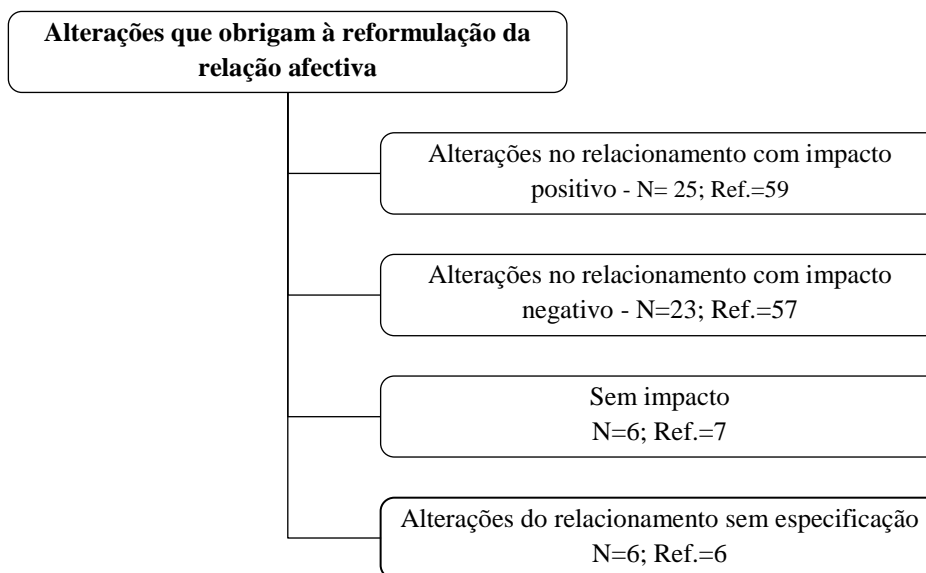 Alterações que obrigam à reformulação da
relação afectiva
Alterações no relacionamento com impacto
positivo - N= 25; Ref.=59
Alterações no relacionamento com impacto
negativo - N=23; Ref.=57
Sem impacto
N=6; Ref.=7
Alterações do relacionamento sem especificação
N=6; Ref.=6